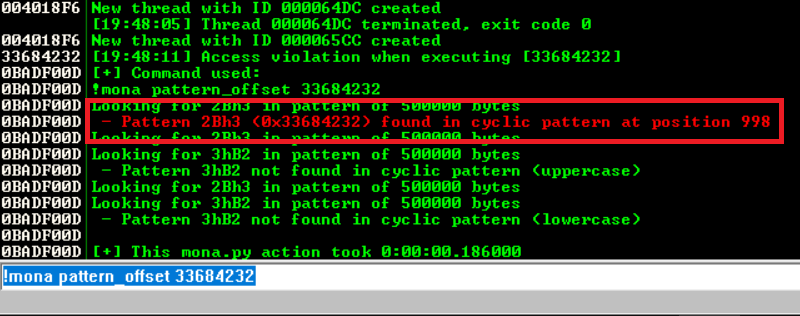 004018F6 New thread with ID 000064DC created
[19:48:05] Thread 000064DC terminated, exit code 0
004018F6 New thread with ID 000065CC created
33684232 [19:48:11] Access violation when executing [33684232]
0BADF00D [+] Command used:
0BADF00D !mona pattern_offset 33684232
0BADF00D Looking for 2Bh3 in pattern of 500000 bytes
0BADF00D - Pattern 2Bh3 (0x33684232) found in cyclic pattern at position 998
0BADF00D Looking for 2Bh3 in pattern of 500000 bytes
0BADF00D Looking for 3hB2 in pattern of 500000 bytes
0BADF00D - Pattern 3hB2 not found in cyclic pattern (uppercase)
0BADF00D Looking for 2Bh3 in pattern of 500000 bytes
0BADF00D Looking for 3hB2 in pattern of 500000 bytes
0BADF00D - Pattern 3hB2 not found in cyclic pattern (lowercase)
0BADF00D
0BADF00D [+] This mona.py action took 0:00:00.186000
!mona pattern_offset 33684232